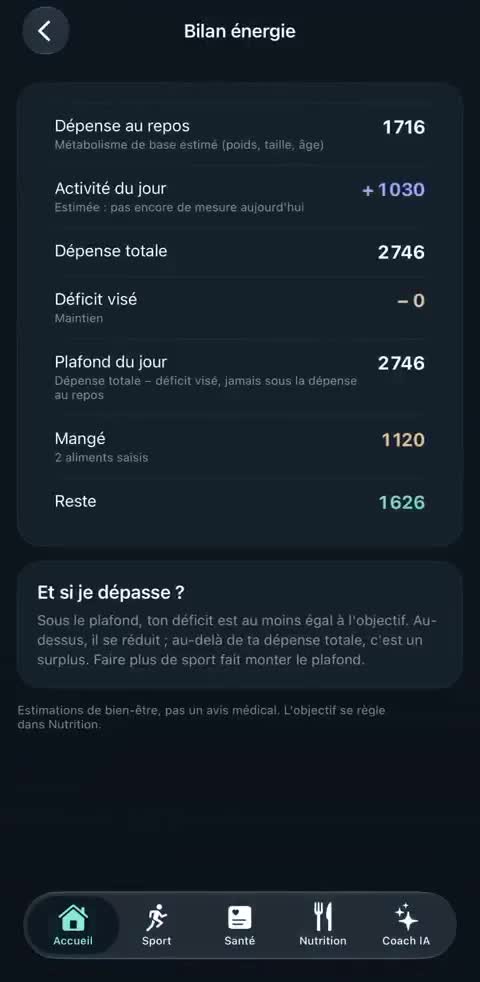 Bilan énergie
Dépense au repos 1716
Métabolisme de base estimé (poids, taille, âge)
Activité du jour + 1030
Estimée : pas encore de mesure aujourd'hui
Dépense totale 2746
Déficit visé – 0
Maintien
Plafond du jour 2746
Dépense totale – déficit visé, jamais sous la dépense
au repos
Mangé 1120
2 aliments saisis
Reste 1626
Et si je dépasse ?
Sous le plafond, ton déficit est au moins égal à l'objectif. Au-
dessus, il se réduit ; au-delà de ta dépense totale, c'est un
surplus. Faire plus de sport fait monter le plafond.
Estimations de bien-être, pas un avis médical. L'objectif se règle
dans Nutrition.
Accueil Sport Santé Nutrition Coach IA